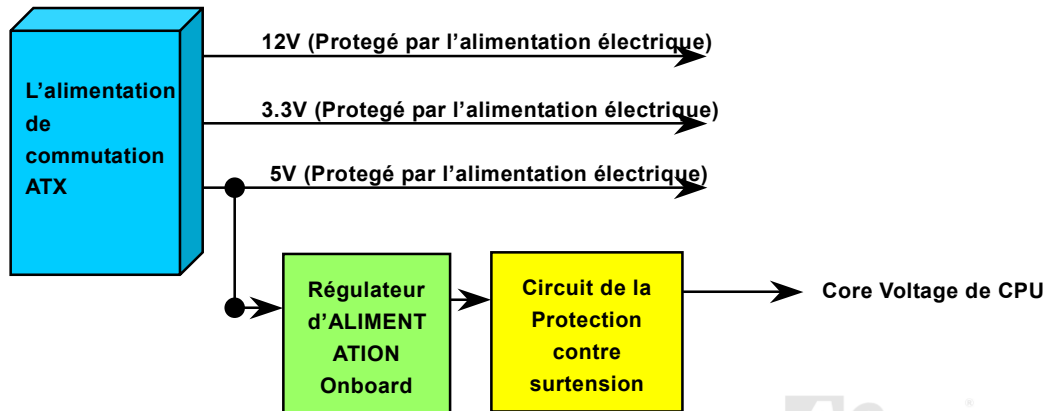 12V (Protegé par l’alimentation électrique)
L’alimentation
de
commutation
ATX
3.3V (Protegé par l’alimentation électrique)
5V (Protegé par l’alimentation électrique)
Régulateur
d’ALIMENT
ATION
Onboard
Circuit de la
Protection
contre
surtension
Core Voltage de CPU